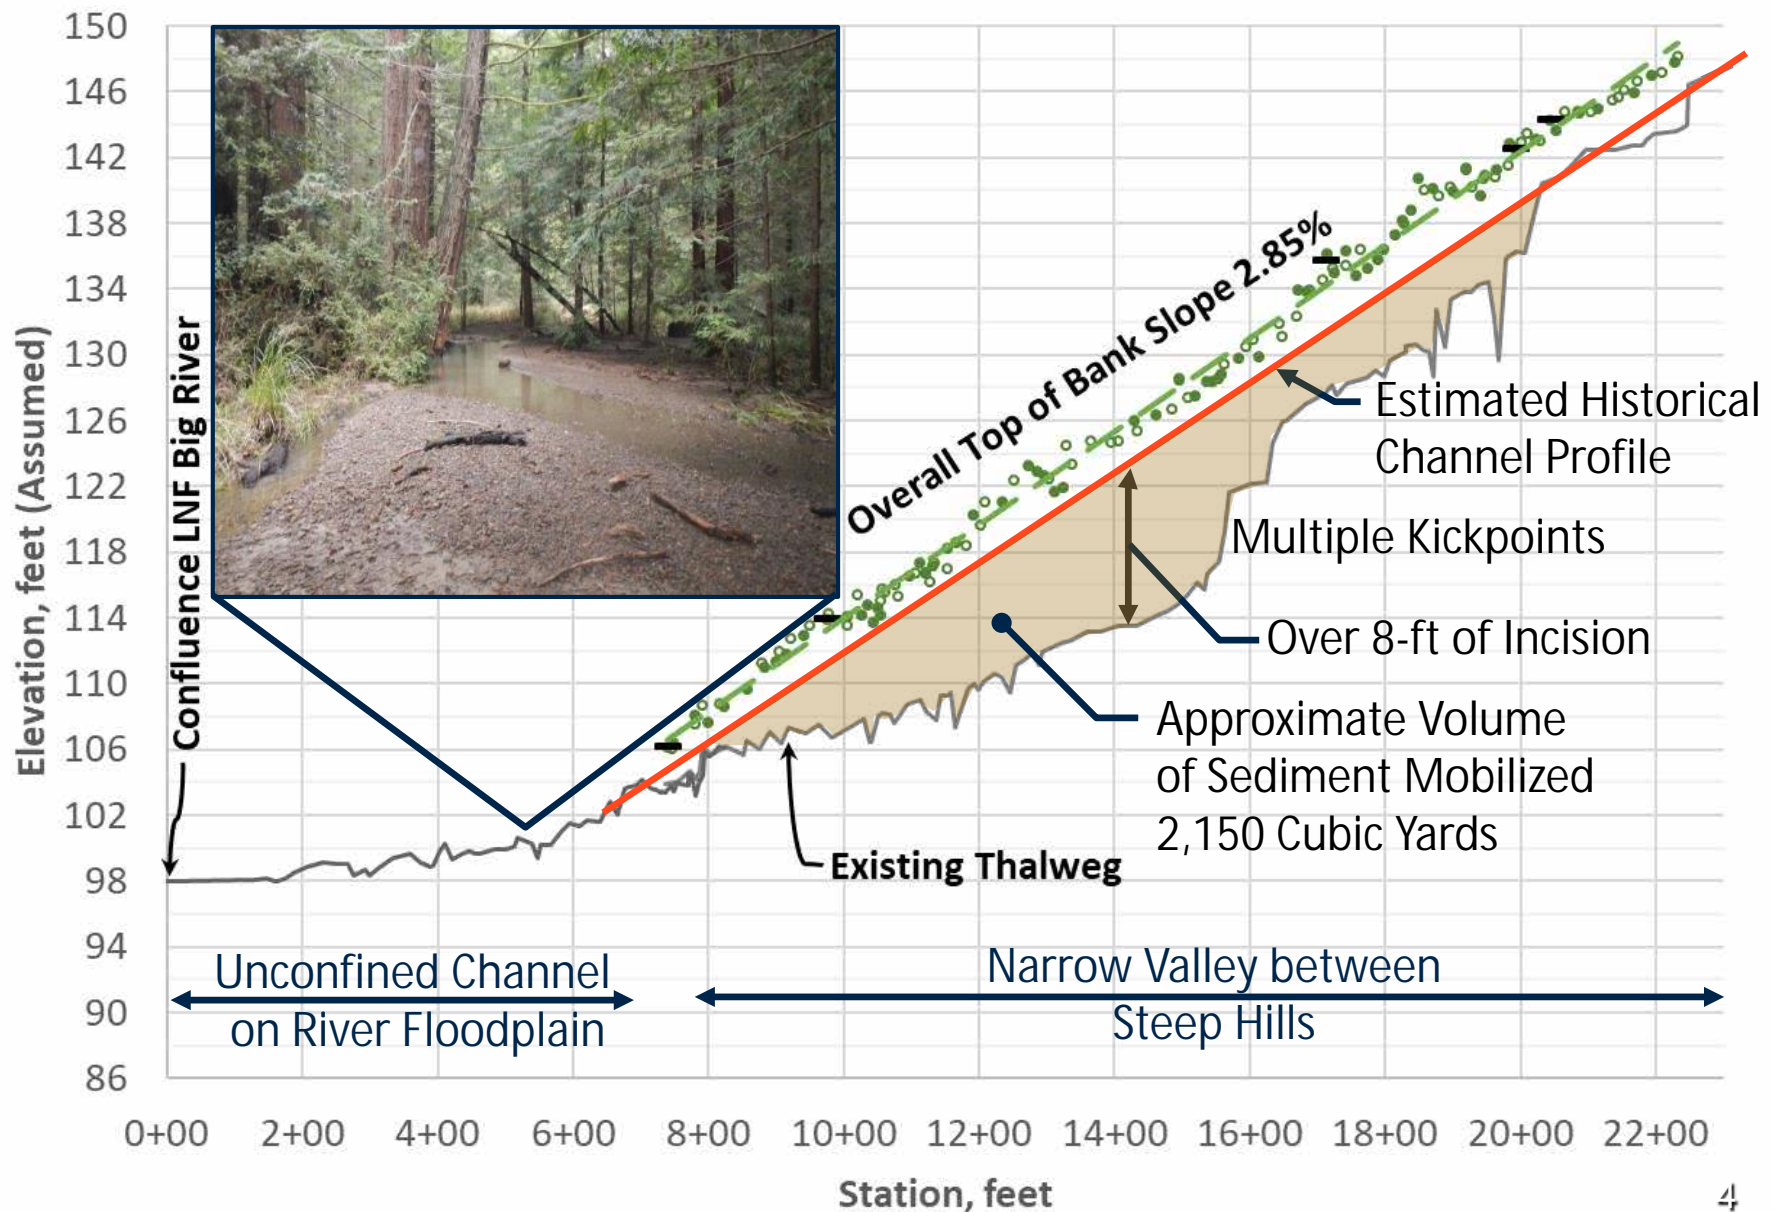 150
146
142
138
134
130
126
122
118
114
110
106
102
98
94
90
86
Elevation, feet (Assumed)
Confluence LNF Big River
Overall Top of Bank Slope 2.85%
Estimated Historical
Channel Profile
Multiple Kickpoints
Over 8-ft of Incision
Approximate Volume
of Sediment Mobilized
2,150 Cubic Yards
Existing Thalweg
Unconfined Channel
on River Floodplain
Narrow Valley between
Steep Hills
0+00 2+00 4+00 6+00 8+00 10+00 12+00 14+00 16+00 18+00 20+00 22+00
Station, feet
4